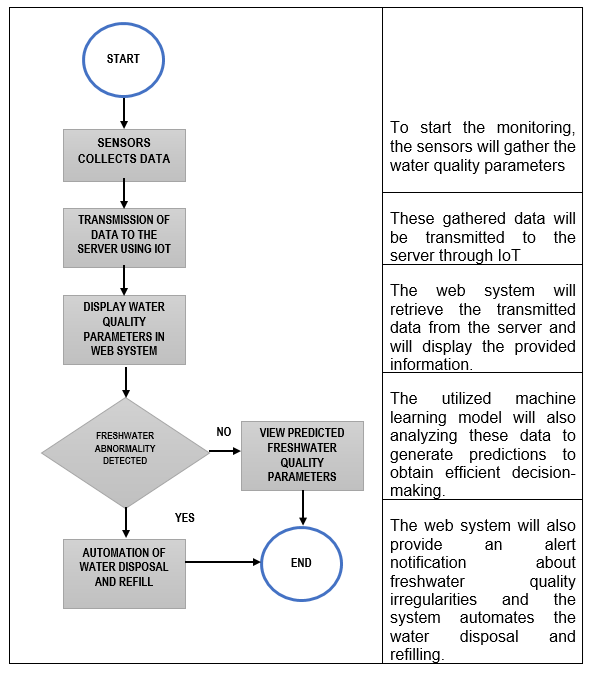 START
SENSORS
COLLECTS DATA
To start the monitoring,
the sensors will gather the
water quality parameters
TRANSMISSION OF
DATA TO THE
SERVER USING IOT
These gathered data will
be transmitted to the
server through IoT
DISPLAY WATER
QUALITY
PARAMETERS IN
WEB SYSTEM
The web system will
retrieve the transmitted
data from the server and
will display the provided
information.
FRESHWATER
ABNORMALITY
DETECTED
NO
VIEW PREDICTED
FRESHWATER
QUALITY
PARAMETERS
The utilized machine
learning model will also
analyzing these data to
generate predictions to
obtain efficient decision-
making.
YES
AUTOMATION OF
WATER DISPOSAL
AND REFILL
END
The web system will also
provide an alert
notification about
freshwater quality
irregularities and the
system automates the
water disposal and
refilling.